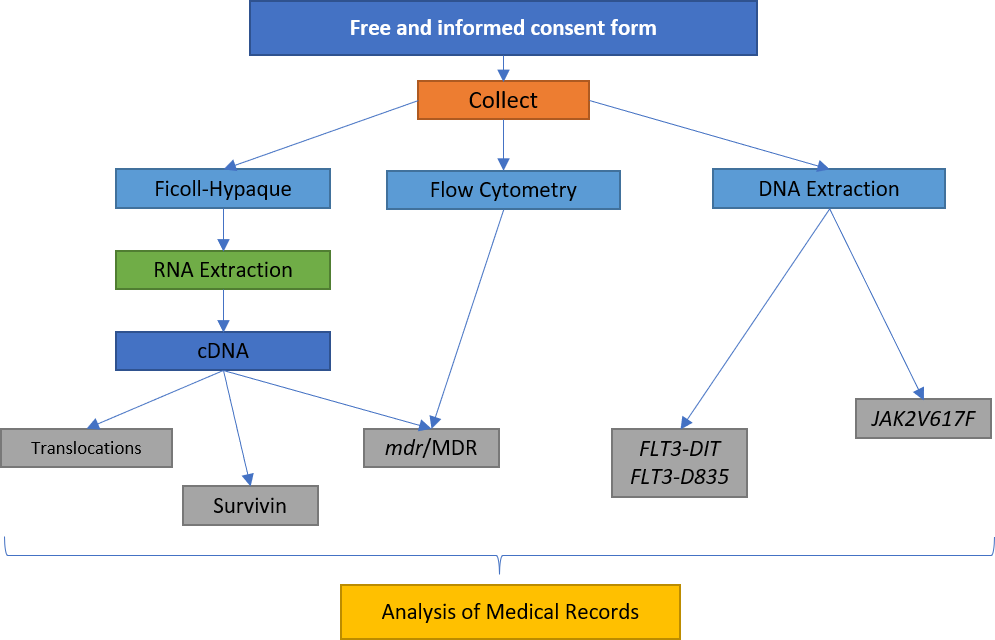 Free and informed consent form
Collect
Ficoll-Hypaque
Flow Cytometry
DNA Extraction
RNA Extraction
cDNA
JAK2V617F
Translocations
mdr/MDR
FLT3-DIT
FLT3-D835
Survivin
Analysis of Medical Records